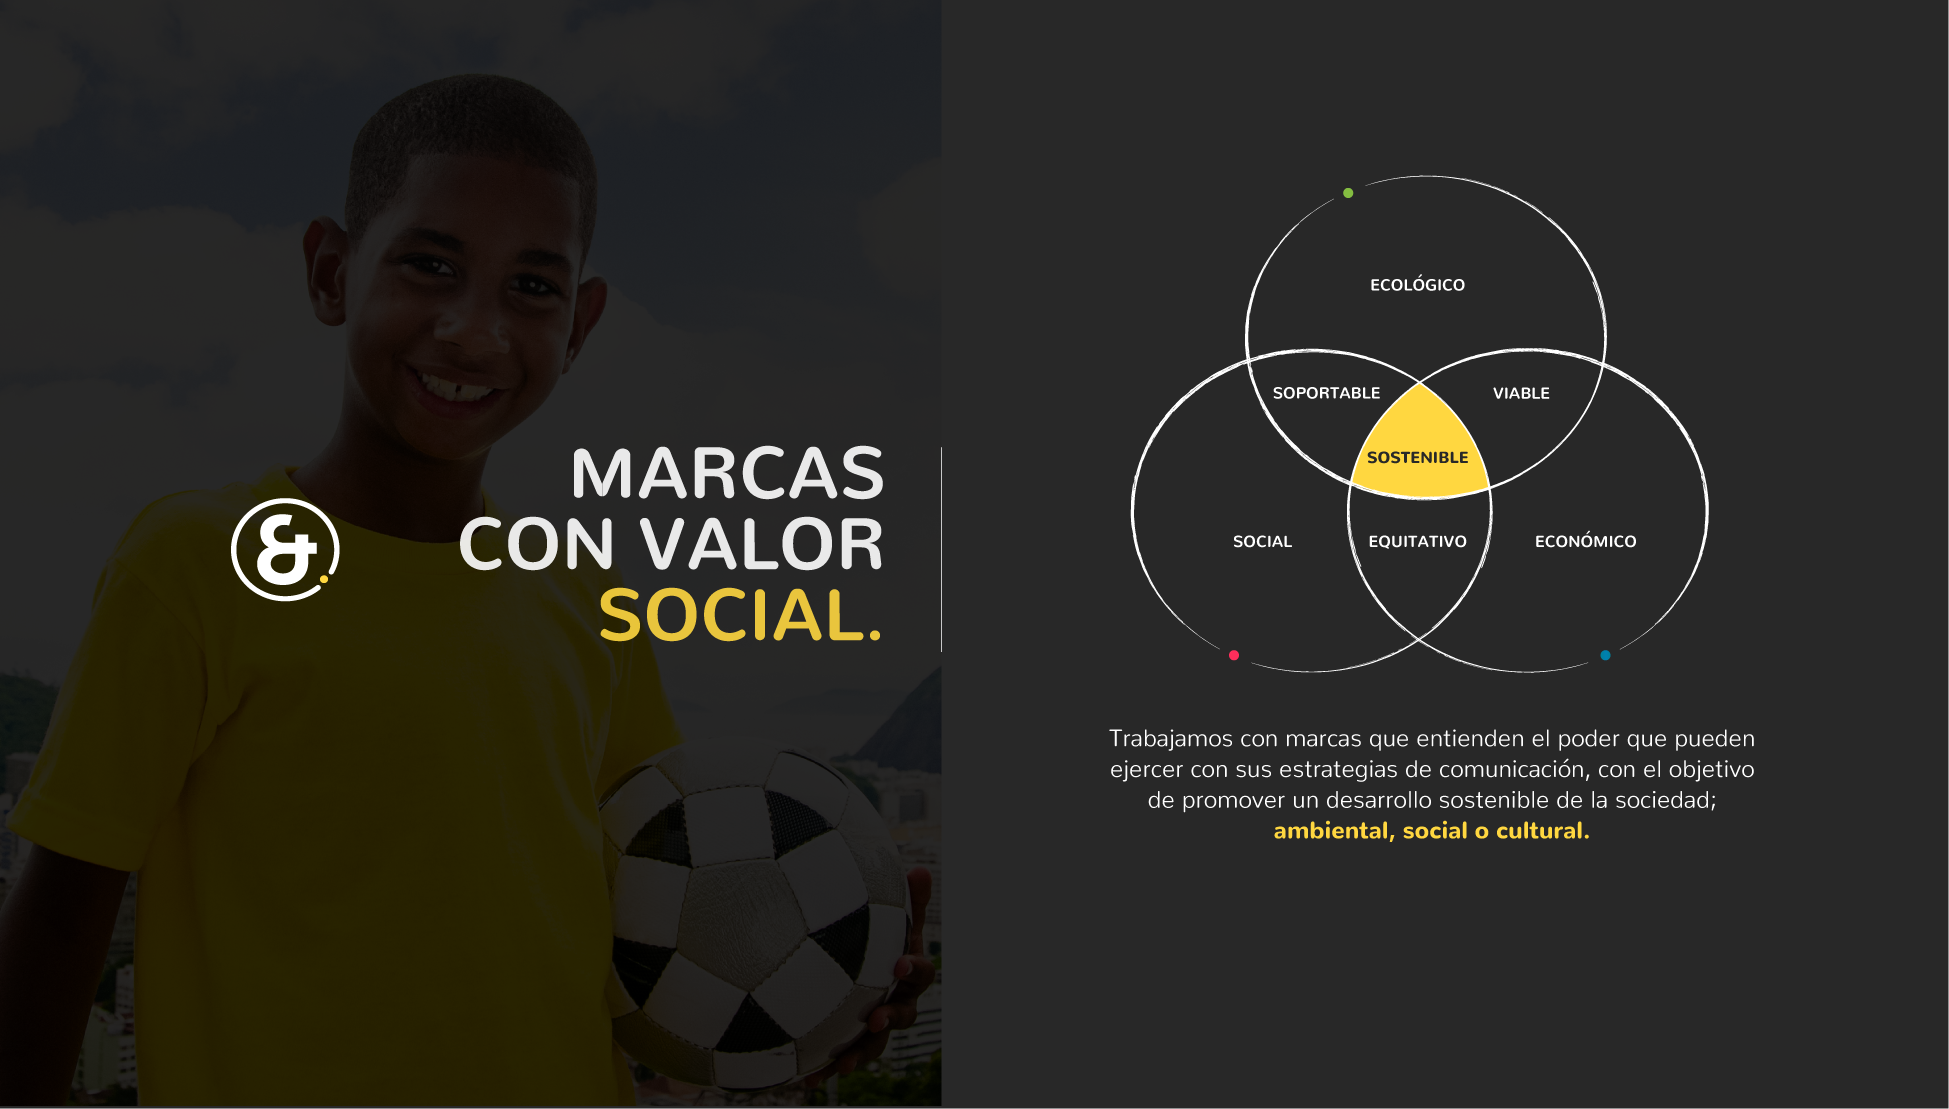 &
MARCAS
CON VALOR
SOCIAL.
ECOLÓGICO
SOPORTABLE
VIABLE
SOSTENIBLE
SOCIAL
EQUITATIVO
ECONÓMICO
Trabajamos con marcas que entienden el poder que pueden
ejercer con sus estrategias de comunicación, con el objetivo
de promover un desarrollo sostenible de la sociedad;
ambiental, social o cultural.